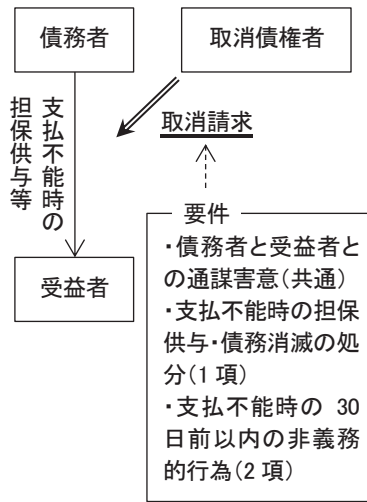 債務者
取消債権者
支払不能時の
担保供与等
取消請求
受益者
要件
・債務者と受益者と
の通謀害意(共通)
・支払不能時の担保
供与・債務消滅の処
分(1項)
・支払不能時の 30
日前以内の非義務
的行為(2項)